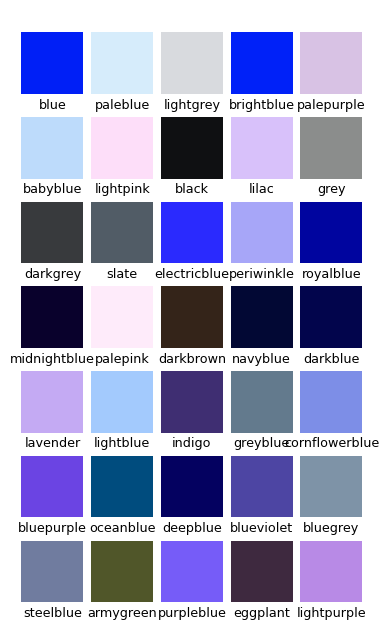 blue paleblue lightgrey brightblue palepurple
babyblue lightpink black lilac grey
darkgrey slate electricblue periwinkle royalblue
midnightblue palepink darkbrown navyblue darkblue
lavender lightblue indigo greyblue cornflowerblue
bluepurple oceanblue deepblue blueviolet bluegrey
steelblue armygreen purpleblue eggplant lightpurple